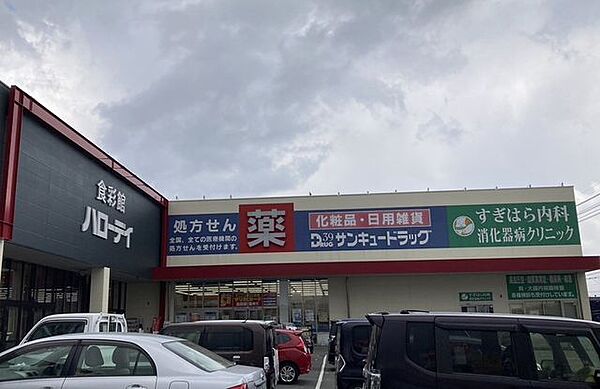 食彩館
ハローデイ
処方せん
全国、全ての医療機関の
処方せんを受付けます
薬
化粧品・日用雑貨
39
DRUG サンキュードラッグ
すぎはら内科
消化器病クリニック